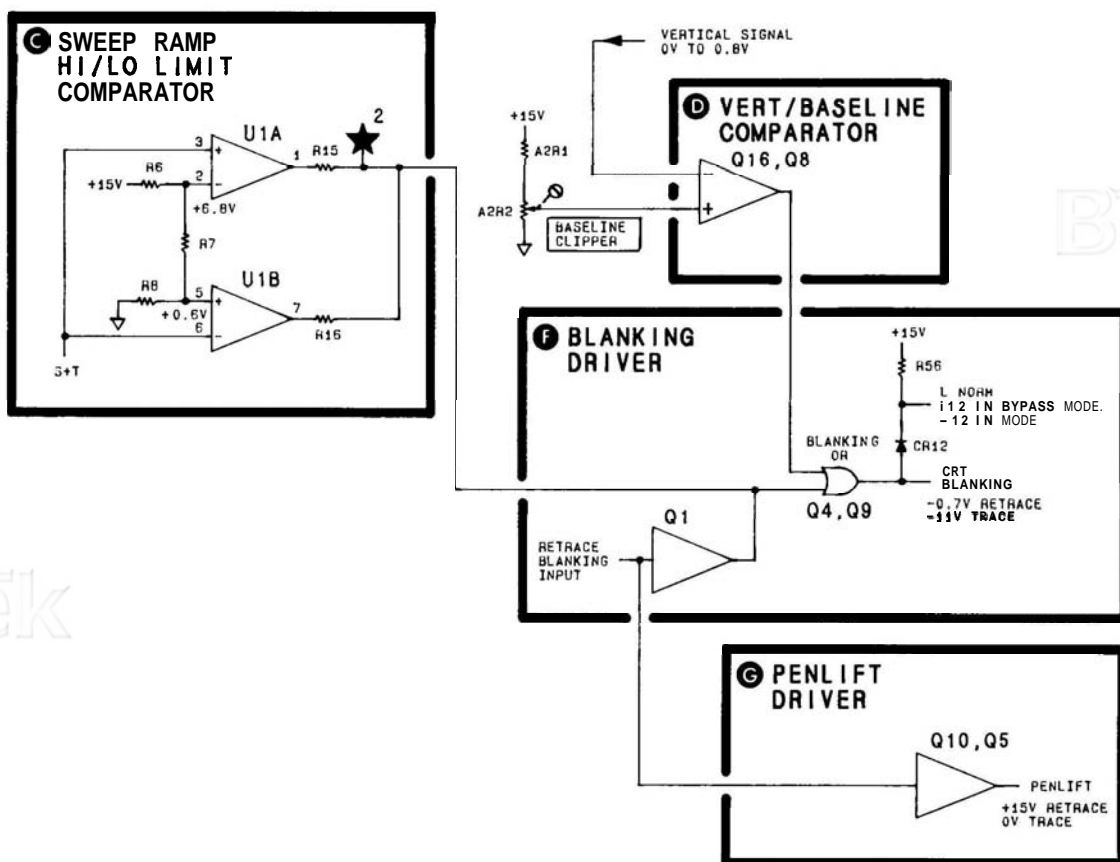 C SWEEP RAMP
HI/LO LIMIT
COMPARATOR
2
U1A
3
+
1
R15
R6
+15V
2
-
+6.8V
R7
U1B
R8
5
+
7
+0.6V
6
-
R16
S+T
VERTICAL SIGNAL
0V TO 0.8V
D VERT/BASELINE
COMPARATOR
Q16,Q8
-
+
+15V
A2R1
A2R2
BASELINE
CLIPPER
F BLANKING
DRIVER
+15V
R56
L NORM
i12 IN BYPASS MODE.
-12 IN MODE
CR12
BLANKING
OR
Q4,Q9
CRT
BLANKING
-0.7V RETRACE
-11V TRACE
Q1
RETRACE
BLANKING
INPUT
G PENLIFT
DRIVER
Q10,Q5
PENLIFT
+15V RETRACE
0V TRACE